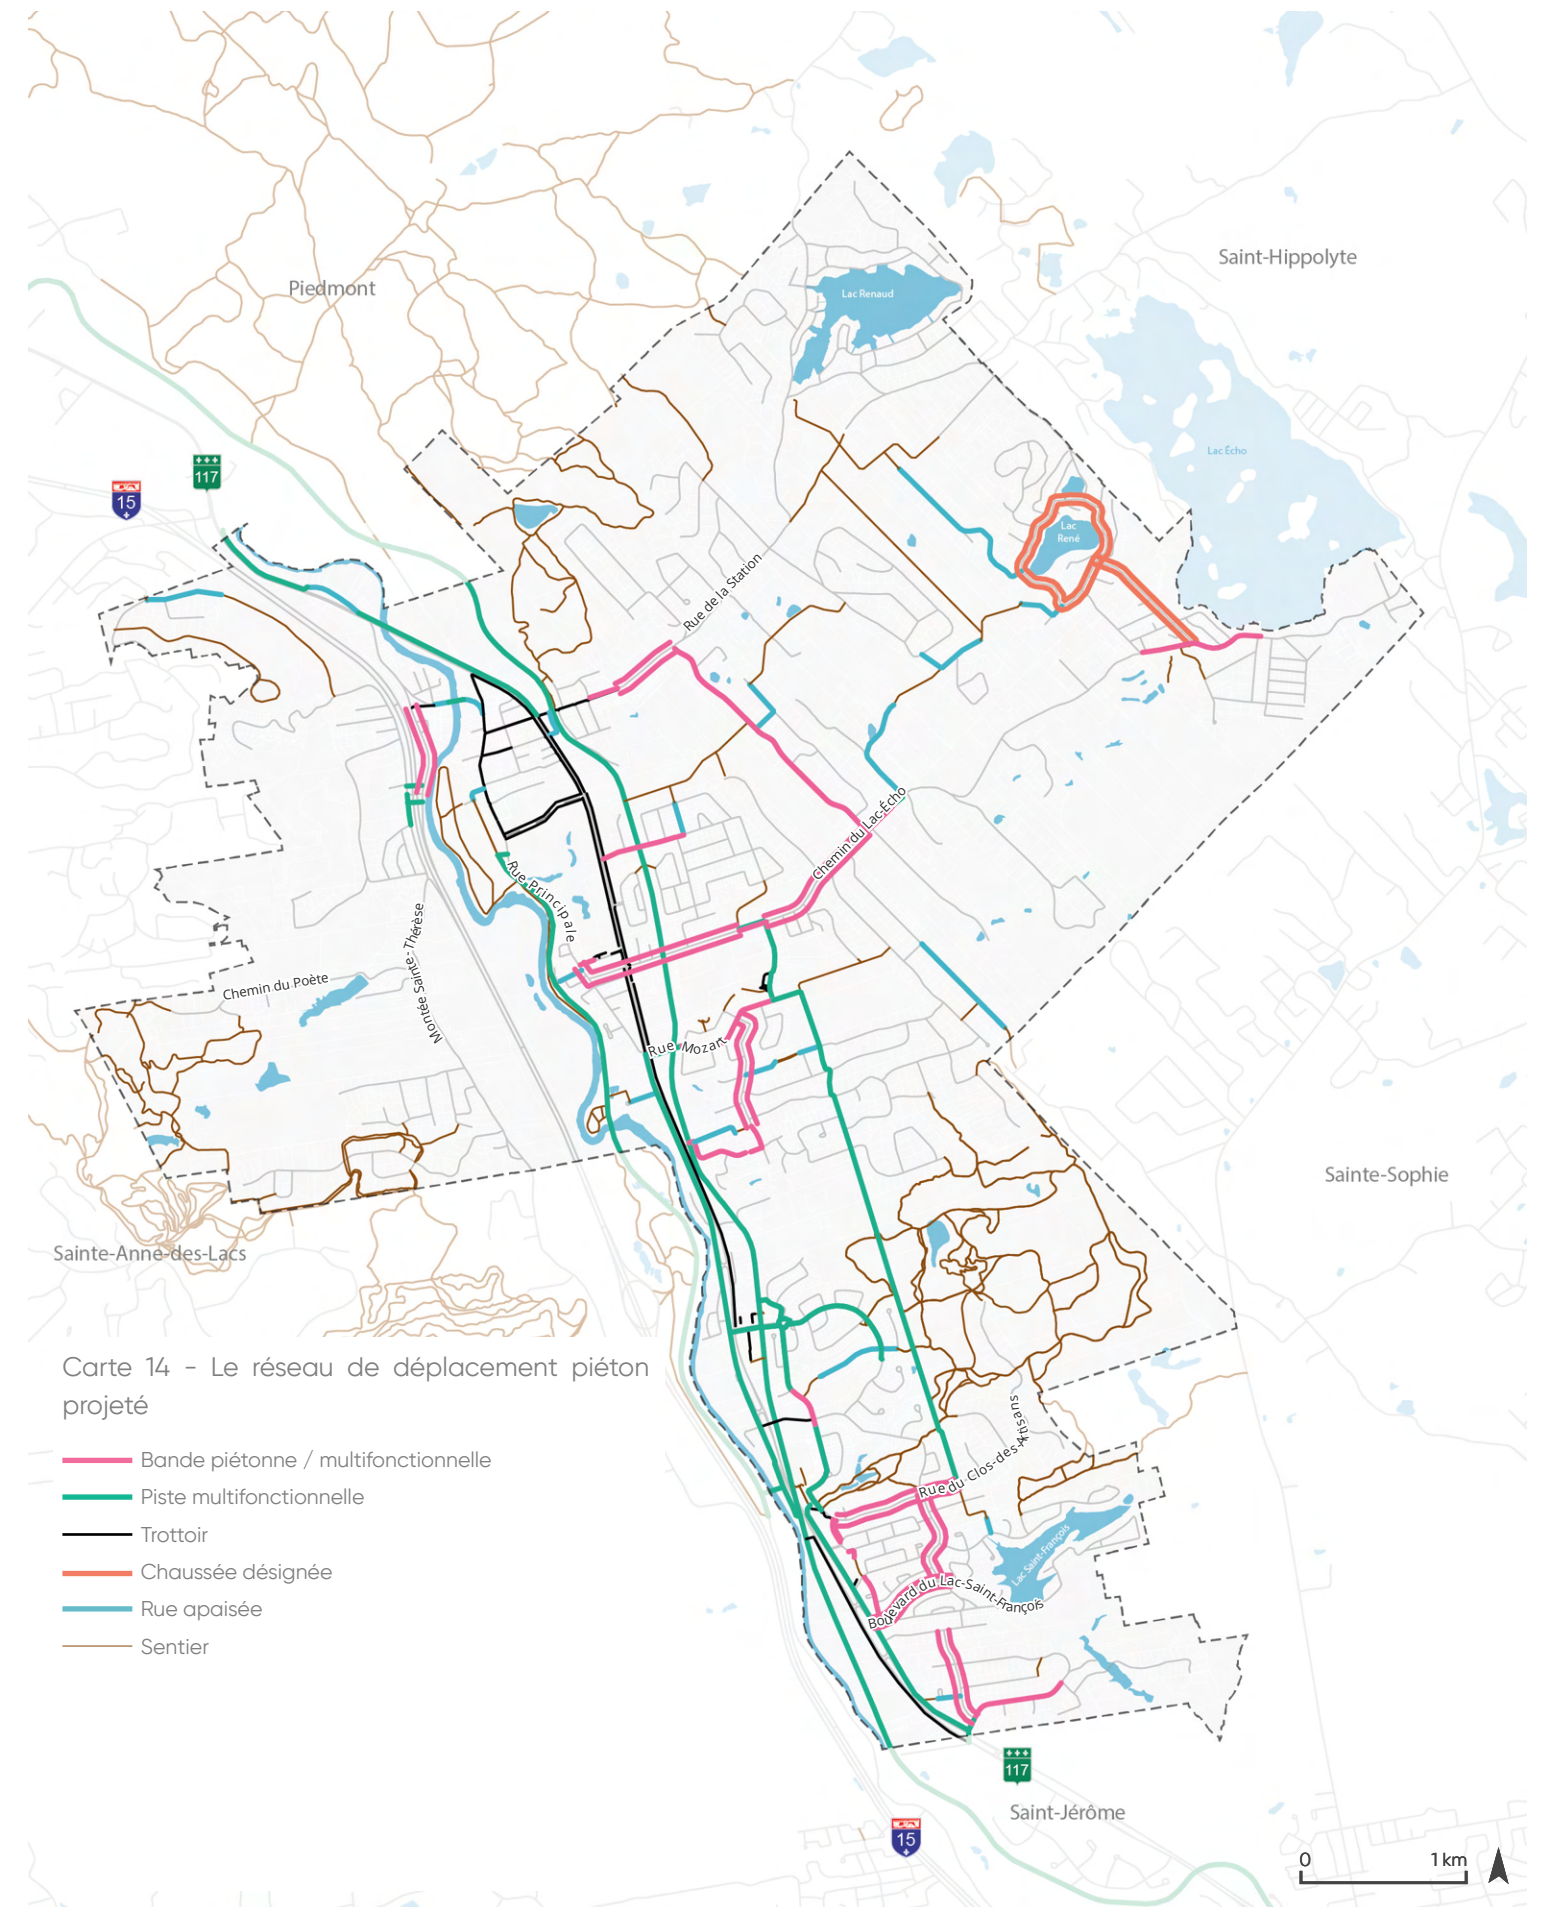 Saint-Hippolyte
Piedmont
Lac Renaud
Lac Écho
117
15
Lac
René
Rue de la Station
Chemin du Lac-Écho
Rue Principale
Montée Sainte-Thérèse
Chemin du Poète
Rue Mozart
Sainte-Sophie
Sainte-Anne-des-Lacs
Carte 14 - Le réseau de déplacement piéton
projeté
Bande piétonne / multifonctionnelle
Piste multifonctionnelle
Trottoir
Chaussée désignée
Rue apaisée
Sentier
Rue du Clos-des-Artisans
Lac Saint-François
Boulevard du Lac-Saint-François
117
Saint-Jérôme
15
0 1 km